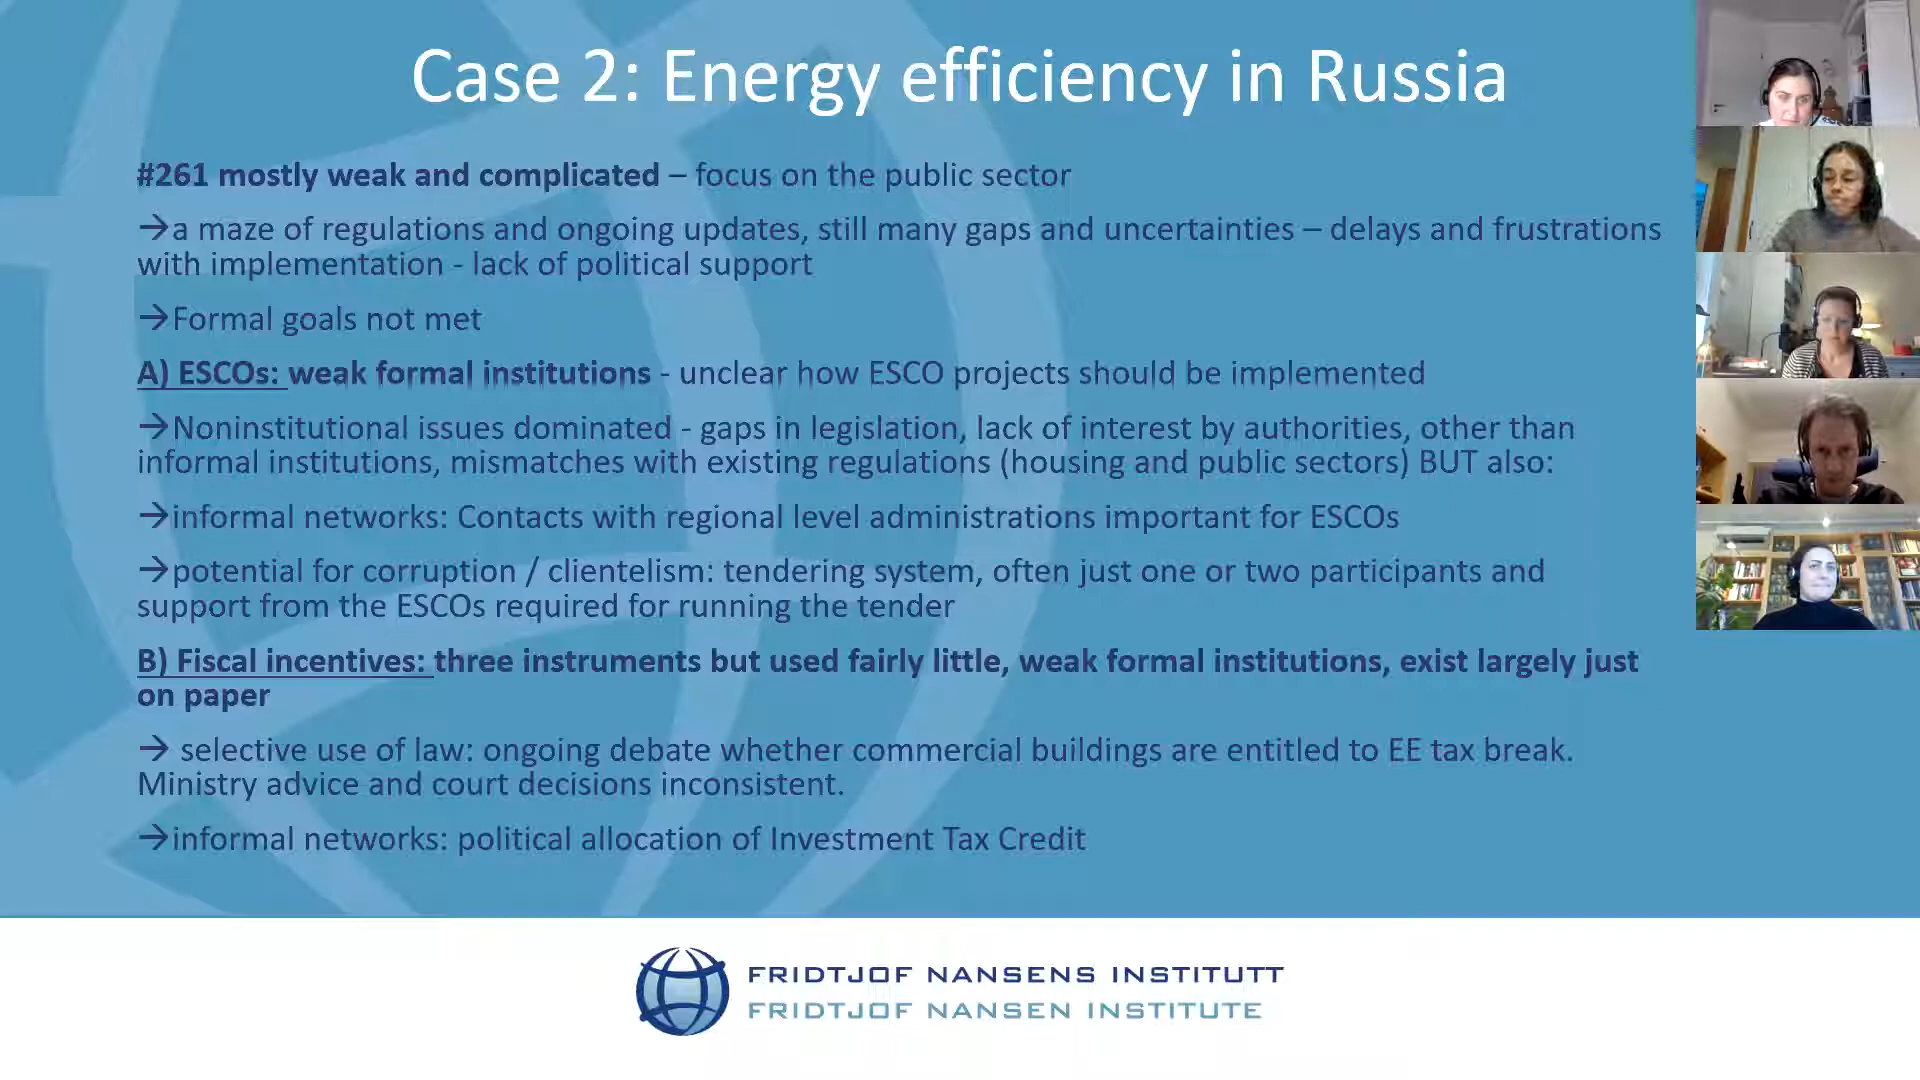 Case 2: Energy efficiency in Russia
#261 mostly weak and complicated – focus on the public sector
→a maze of regulations and ongoing updates, still many gaps and uncertainties – delays and frustrations
with implementation - lack of political support
→Formal goals not met
A) ESCOs: weak formal institutions - unclear how ESCO projects should be implemented
→Noninstitutional issues dominated - gaps in legislation, lack of interest by authorities, other than
informal institutions, mismatches with existing regulations (housing and public sectors) BUT also:
→informal networks: Contacts with regional level administrations important for ESCOs
→potential for corruption / clientelism: tendering system, often just one or two participants and
support from the ESCOs required for running the tender
B) Fiscal incentives: three instruments but used fairly little, weak formal institutions, exist largely just
on paper
→ selective use of law: ongoing debate whether commercial buildings are entitled to EE tax break.
Ministry advice and court decisions inconsistent.
→informal networks: political allocation of Investment Tax Credit
FRIDTJOF NANSENS INSTITUTT
FRIDTJOF NANSEN INSTITUTE